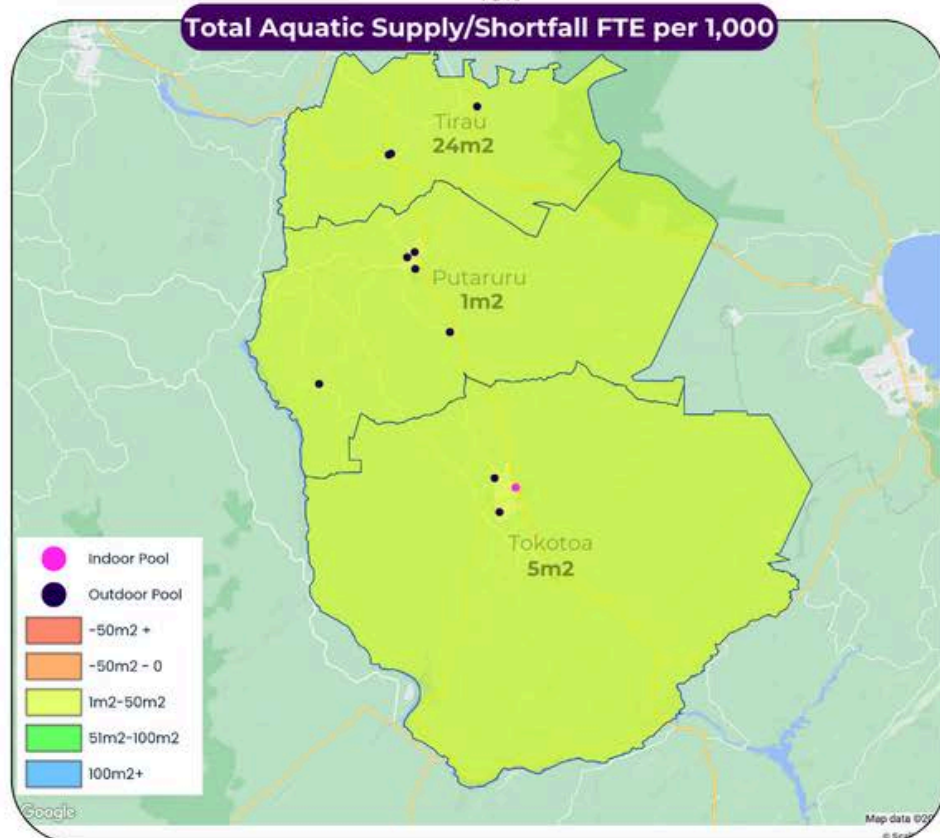 Total Aquatic Supply/Shortfall FTE per 1,000
Tirau
24m2
Putaruru
1m2
Tokotoa
5m2
Indoor Pool
Outdoor Pool
-50m2 +
-50m2 - 0
1m2-50m2
51m2-100m2
100m2+
Google
Map data ©20